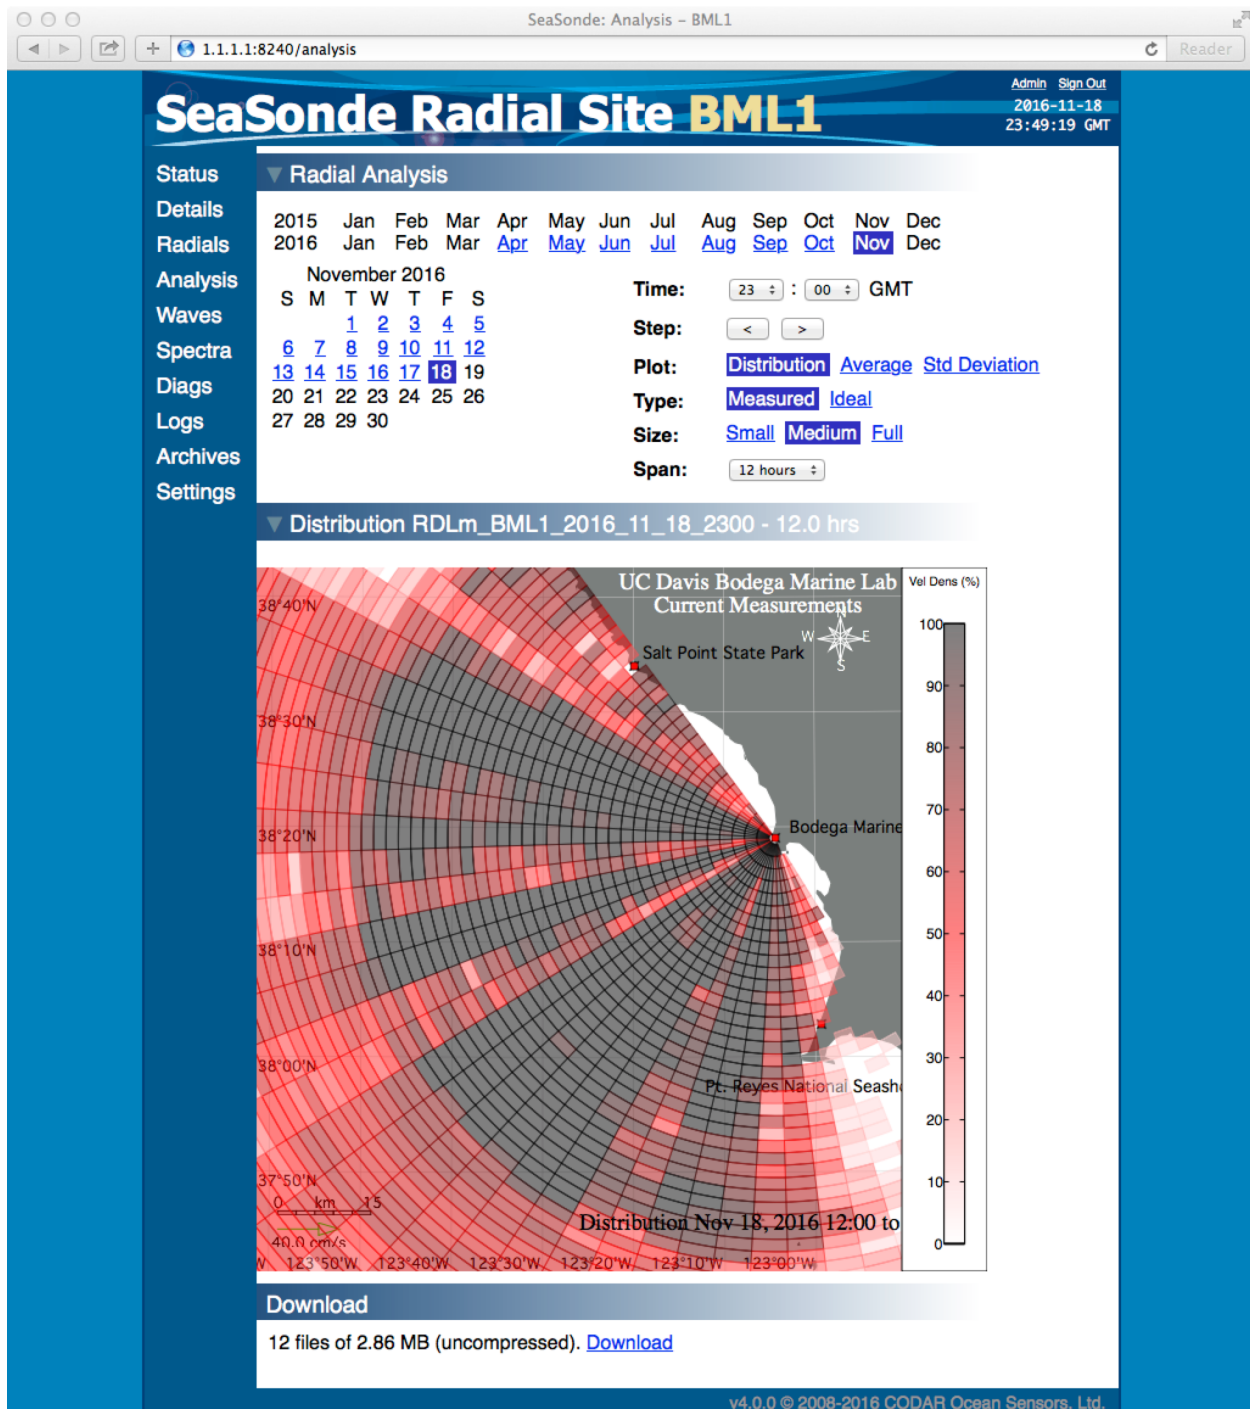 SeaSonde: Analysis – BML1
1.1.1.1:8240/analysis
Reader
Admin Sign Out
SeaSonde Radial Site BML1
2016-11-18
23:49:19 GMT
Status
Details
Radials
Analysis
Waves
Spectra
Diags
Logs
Archives
Settings
Radial Analysis
2015 Jan Feb Mar Apr May Jun Jul Aug Sep Oct Nov Dec
2016 Jan Feb Mar Apr May Jun Jul Aug Sep Oct Nov Dec
November 2016
S M T W T F S
1 2 3 4 5
6 7 8 9 10 11 12
13 14 15 16 17 18 19
20 21 22 23 24 25 26
27 28 29 30
Time: 23 : 00 GMT
Step: < >
Plot: Distribution Average Std Deviation
Type: Measured Ideal
Size: Small Medium Full
Span: 12 hours
Distribution RDLm_BML1_2016_11_18_2300 - 12.0 hrs
UC Davis Bodega Marine Lab
Current Measurements
N
W E
S
Salt Point State Park
Bodega Marine
Pt. Reyes National Seasho
38°40'N
38°30'N
38°20'N
38°10'N
38°00'N
37°50'N
0 km 15
40.0 cm/s
Distribution Nov 18, 2016 12:00 to
W 123°50'W 123°40'W 123°30'W 123°20'W 123°10'W 123°00'W
Vel Dens (%)
100
90
80
70
60
50
40
30
20
10
0
Download
12 files of 2.86 MB (uncompressed). Download
v4.0.0 © 2008-2016 CODAR Ocean Sensors, Ltd.